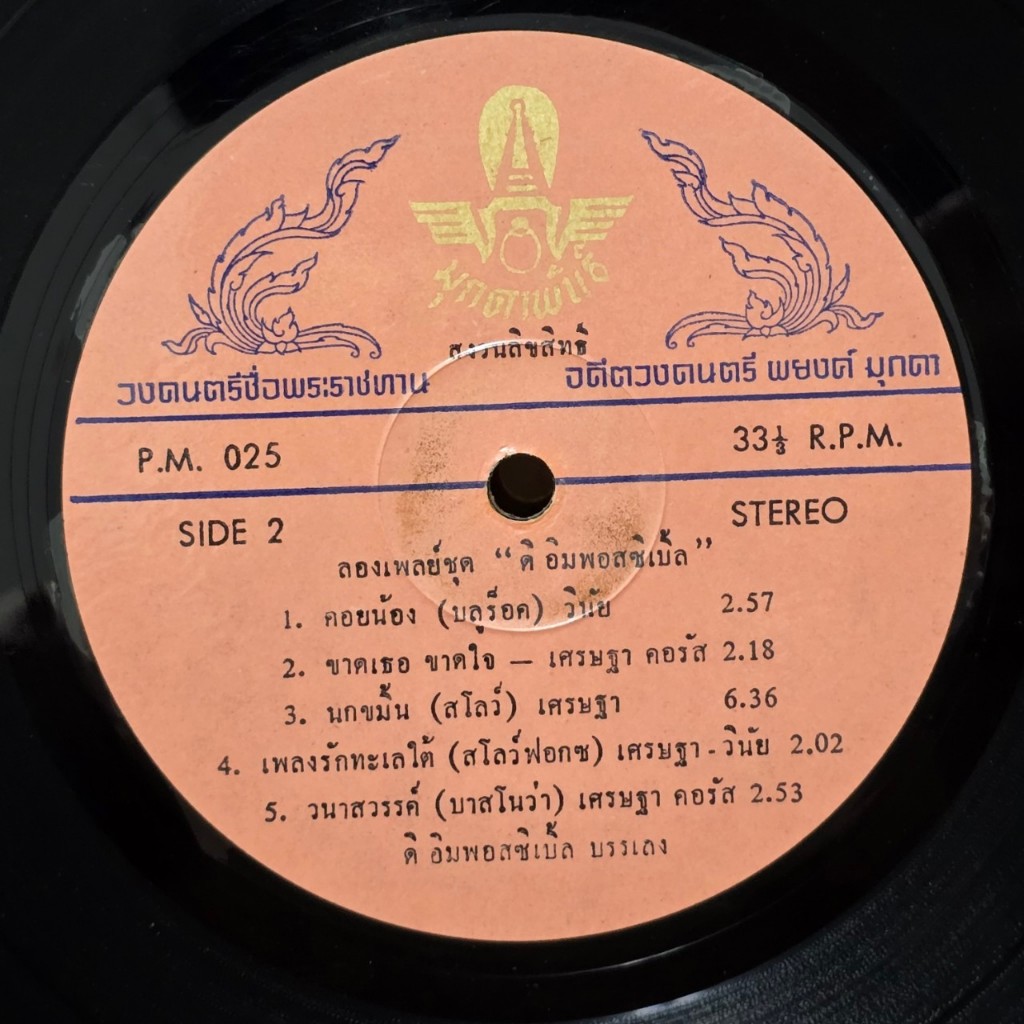 มุกดาพันธ์
สงวนลิขสิทธิ์
วงดนตรีชื่อพระราชทาน อดีตวงดนตรี พยงค์ มุกดา
P.M. 025 33⅓ R.P.M.
SIDE 2 STEREO
ลองเพลย์ชุด “ดิ อิมพอสซิเบิ้ล”
1. คอยน้อง (บลูร็อค) วินัย 2.57
2. ขาดเธอ ขาดใจ – เศรษฐา คอรัส 2.18
3. นกขมิ้น (สโลว์) เศรษฐา 6.36
4. เพลงรักทะเลใต้ (สโลว์ฟอกซ) เศรษฐา - วินัย 2.02
5. วนาสวรรค์ (บาสโนว่า) เศรษฐา คอรัส 2.53
ดิ อิมพอสซิเบิ้ล บรรเลง